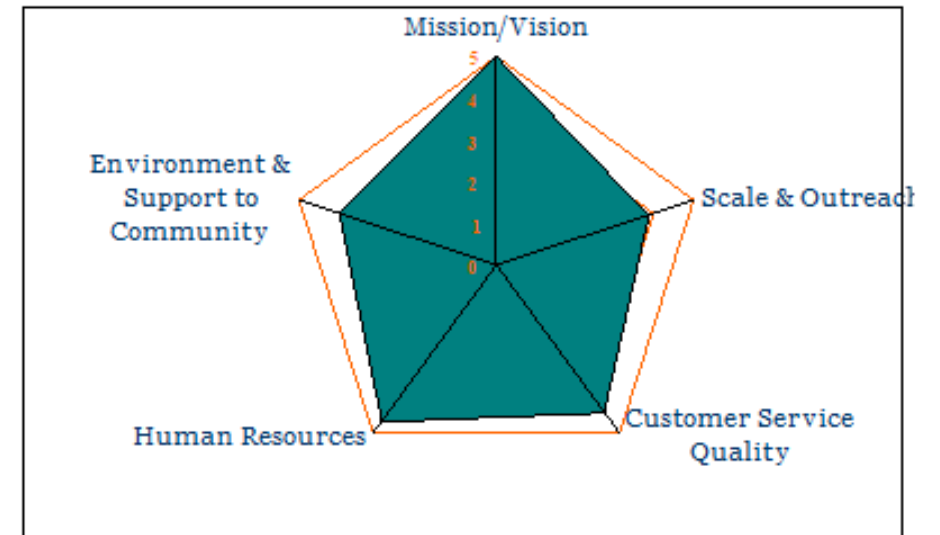 Mission/Vision
5
4
3
2
1
0
Environment &
Support to
Community
Scale & Outreach
Human Resources
Customer Service
Quality